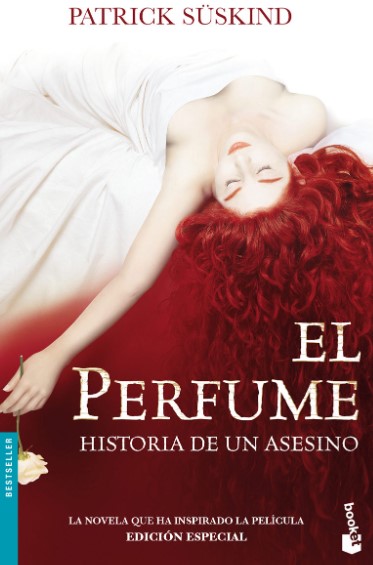 PATRICK SÜSKIND
EL
PERFUME
HISTORIA DE UN ASESINO
BESTSELLER
LA NOVELA QUE HA INSPIRADO LA PELÍCULA
EDICIÓN ESPECIAL
booket